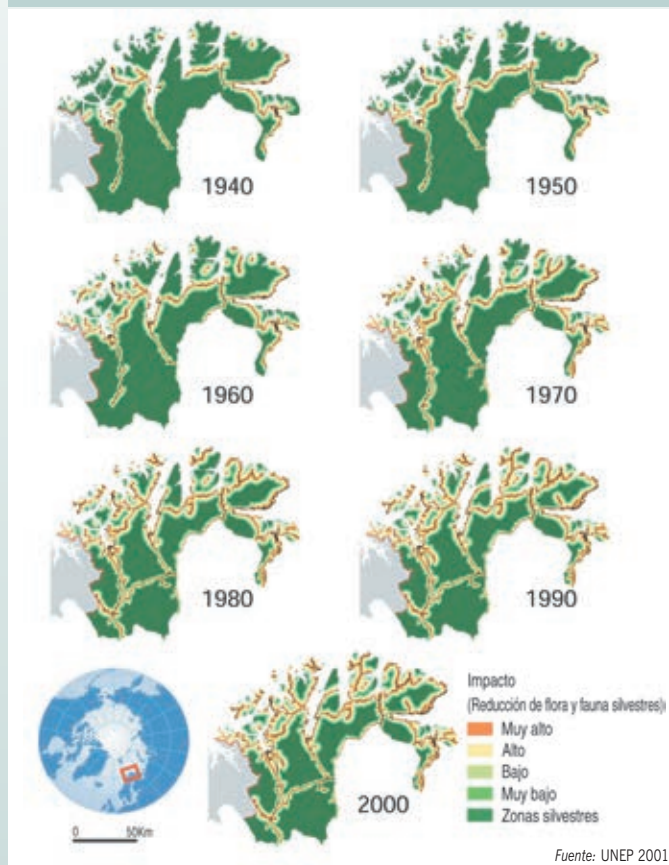 1940
1950
1960
1970
1980
1990
2000
0 50Km
Impacto
(Reducción de flora y fauna silvestres)
Muy alto
Alto
Bajo
Muy bajo
Zonas silvestres
Fuente: UNEP 2001